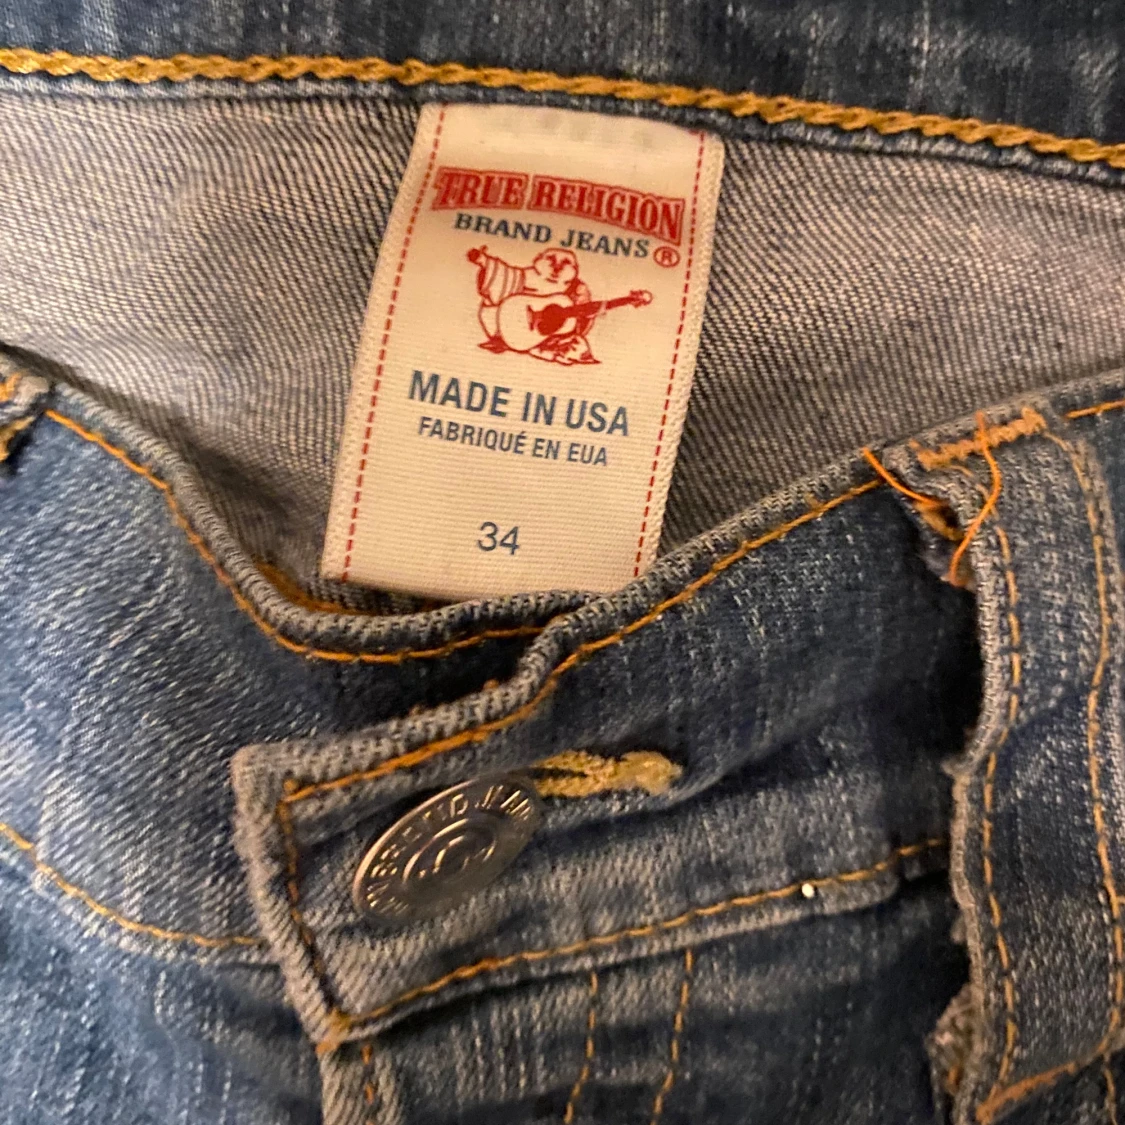 TRUE RELIGION
BRAND JEANS®
MADE IN USA
FABRIQUÉ EN EUA
34